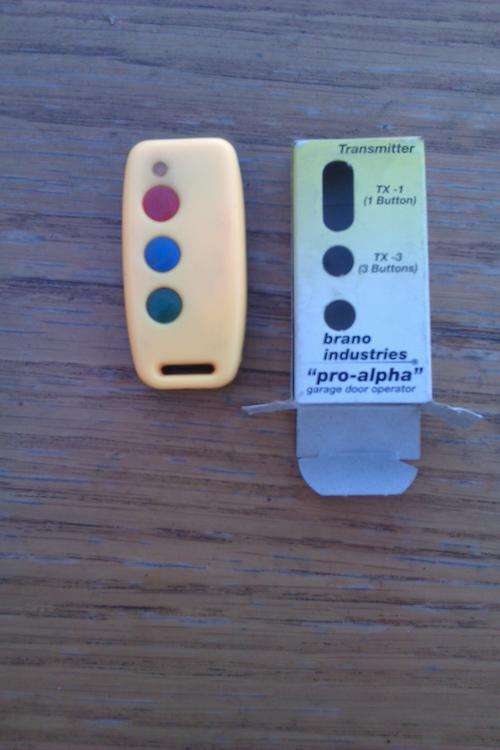 Transmitter
TX -1
(1 Button)
TX -3
(3 Buttons)
brano
industries®
"pro-alpha"
garage door operator